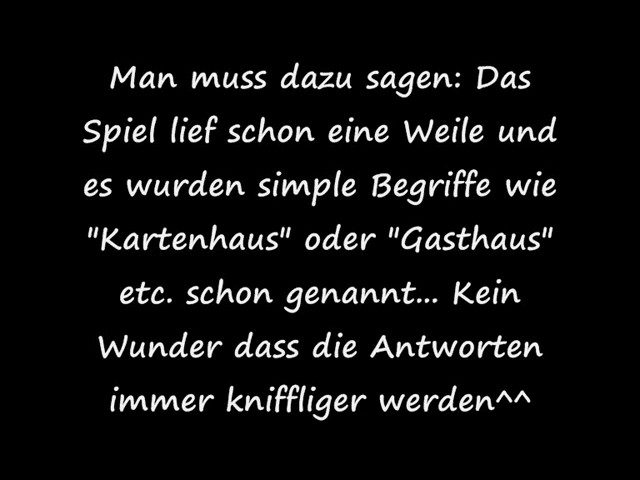 Man muss dazu sagen: Das
Spiel lief schon eine Weile und
es wurden simple Begriffe wie
"Kartenhaus" oder "Gasthaus"
etc. schon genannt... Kein
Wunder dass die Antworten
immer kniffliger werden^^